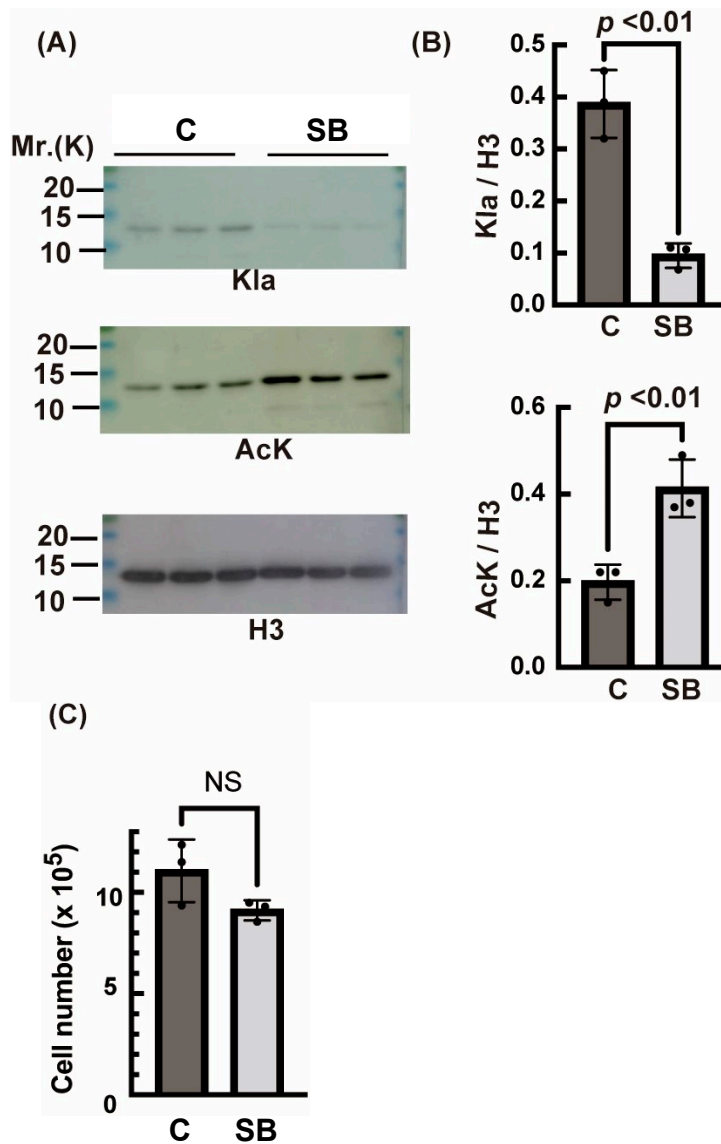 (A)
C SB
Mr.(K)
20
15
10
Kla
20
15
10
AcK
20
15
10
H3
(B)
p <0.01
Kla / H3
0.5
0.4
0.3
0.2
0.1
0.0
C SB
p <0.01
AcK / H3
0.6
0.4
0.2
0.0
C SB
(C)
NS
Cell number (x 10⁵)
10
5
0
C SB